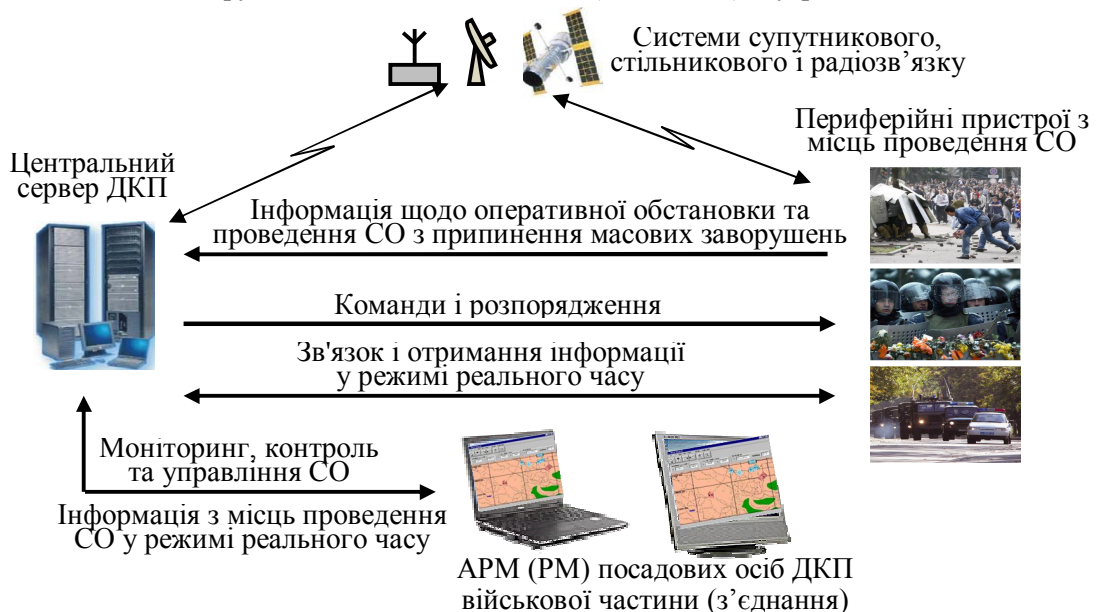 Системи супутникового,
стільникового і радіозв’язку
Периферійні пристрої з
місць проведення СО
Центральний
сервер ДКП
Інформація щодо оперативної обстановки та
проведення СО з припинення масових заворушень
Команди і розпорядження
Зв'язок і отримання інформації
у режимі реального часу
Моніторинг, контроль
та управління СО
Інформація з місць проведення
СО у режимі реального часу
АРМ (РМ) посадових осіб ДКП
військової частини (з’єднання)